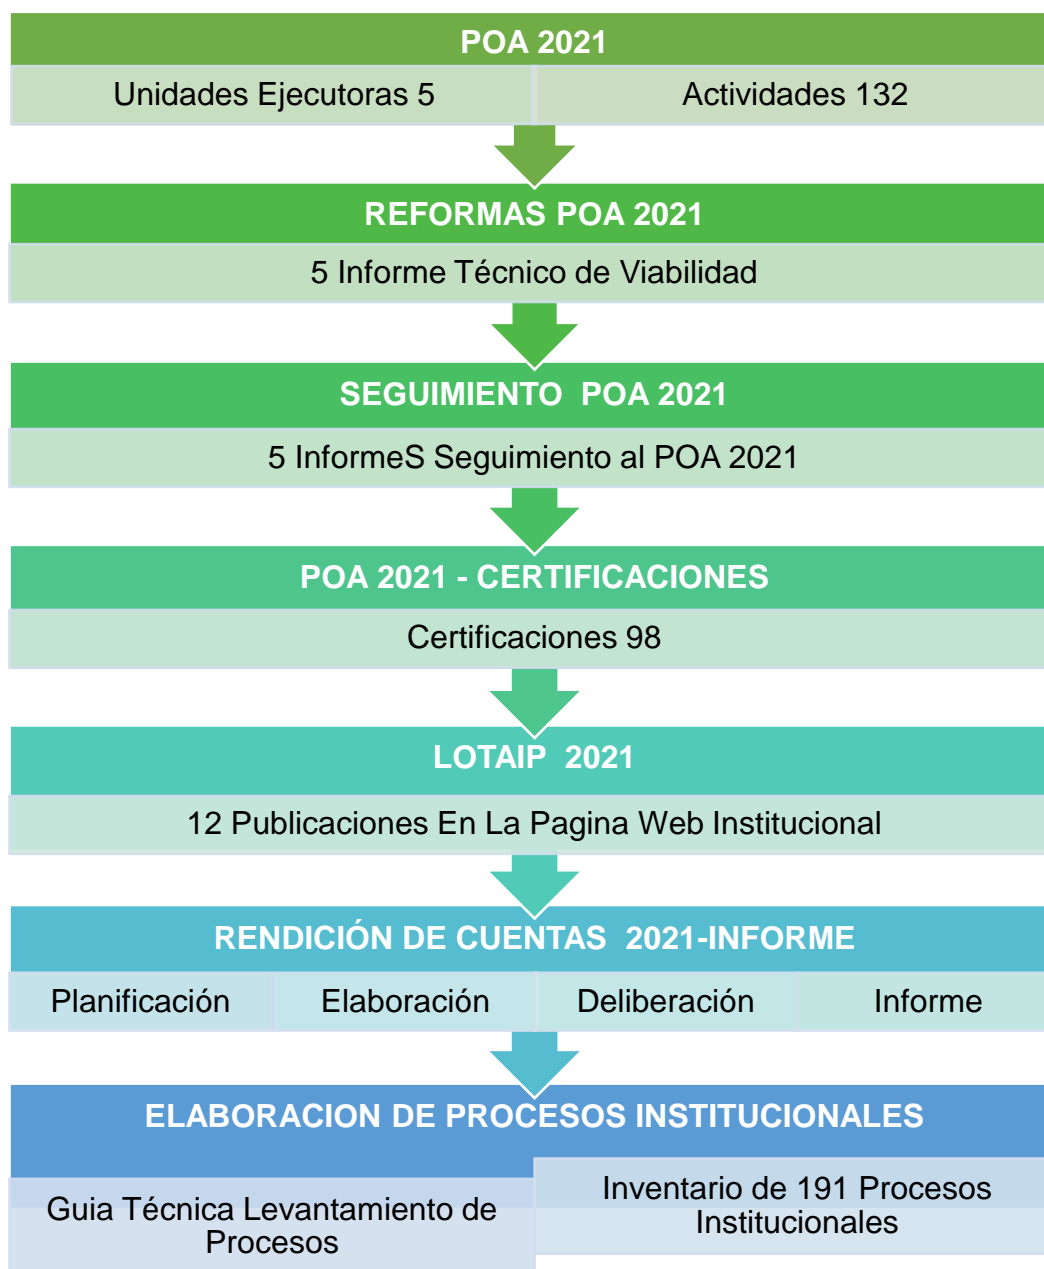 POA 2021
Unidades Ejecutoras 5
Actividades 132
REFORMAS POA 2021
5 Informe Técnico de Viabilidad
SEGUIMIENTO  POA 2021
5 InformeS Seguimiento al POA 2021
POA 2021 - CERTIFICACIONES
Certificaciones 98
LOTAIP  2021
12 Publicaciones En La Pagina Web Institucional
RENDICIÓN DE CUENTAS  2021-INFORME
Planificación
Elaboración
Deliberación
Informe
ELABORACION DE PROCESOS INSTITUCIONALES
Guia Técnica Levantamiento de
Procesos
Inventario de 191 Procesos
Institucionales